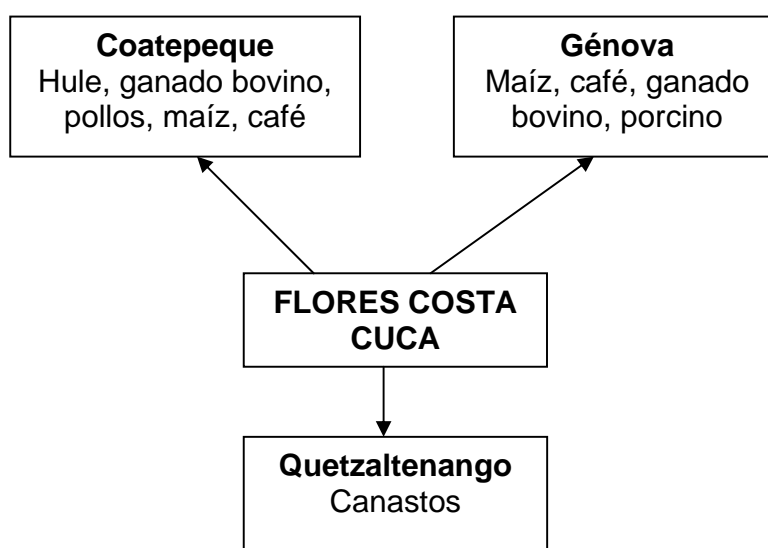 Coatepeque
Hule, ganado bovino,
pollos, maíz, café
Génova
Maíz, café, ganado
bovino, porcino
FLORES COSTA
CUCA
Quetzaltenango
Canastos